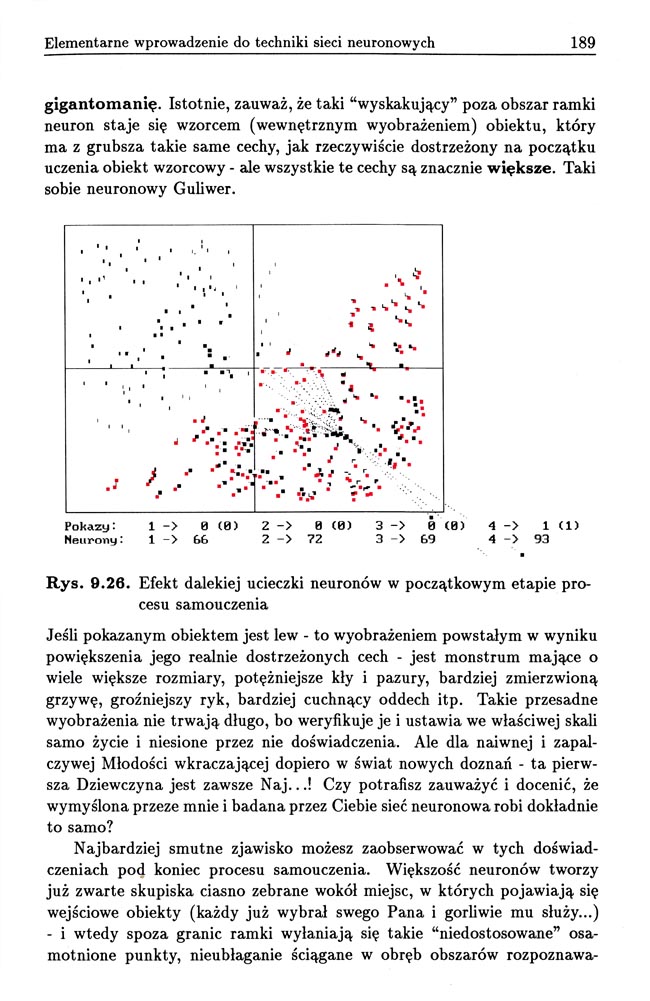 Elementarne wprowadzenie do techniki sieci neuronowych 189
gigantomanię. Istotnie, zauważ, że taki “wyskakujący” poza obszar ramki
neuron staje się wzorcem (wewnętrznym wyobrażeniem) obiektu, który
ma z grubsza takie same cechy, jak rzeczywiście dostrzeżony na początku
uczenia obiekt wzorcowy - ale wszystkie te cechy są znacznie większe. Taki
sobie neuronowy Guliwer.
Pokazy: 1 -> 0 (0) 2 -> 0 (0) 3 -> 0 (0) 4 -> 1 (1)
Neurony: 1 -> 66 2 -> 72 3 -> 69 4 -> 93
Rys. 9.26. Efekt dalekiej ucieczki neuronów w początkowym etapie pro-
cesu samouczenia
Jeśli pokazanym obiektem jest lew - to wyobrażeniem powstałym w wyniku
powiększenia jego realnie dostrzeżonych cech - jest monstrum mające o
wiele większe rozmiary, potężniejsze kły i pazury, bardziej zmierzwioną
grzywę, groźniejszy ryk, bardziej cuchnący oddech itp. Takie przesadne
wyobrażenia nie trwają długo, bo weryfikuje je i ustawia we właściwej skali
samo życie i niesione przez nie doświadczenia. Ale dla naiwnej i zapal-
czywej Młodości wkraczającej dopiero w świat nowych doznań - ta pierw-
sza Dziewczyna jest zawsze Naj...! Czy potrafisz zauważyć i docenić, że
wymyślona przeze mnie i badana przez Ciebie sieć neuronowa robi dokładnie
to samo?
Najbardziej smutne zjawisko możesz zaobserwować w tych doświad-
czeniach pod koniec procesu samouczenia. Większość neuronów tworzy
już zwarte skupiska ciasno zebrane wokół miejsc, w których pojawiają się
wejściowe obiekty (każdy już wybrał swego Pana i gorliwie mu służy...)
- i wtedy spoza granic ramki wyłaniają się takie “niedostosowane” osa-
motnione punkty, nieubłaganie ściągane w obręb obszarów rozpoznawa-